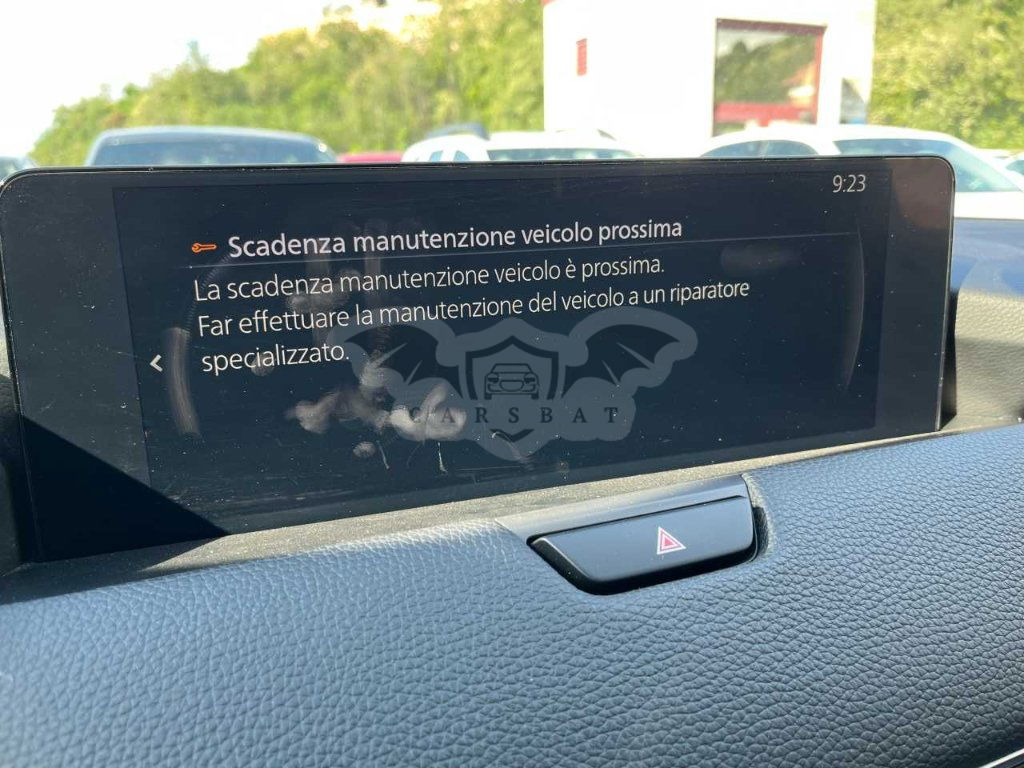 9:23
Scadenza manutenzione veicolo prossima
La scadenza manutenzione veicolo è prossima.
Far effettuare la manutenzione del veicolo a un riparatore
specializzato.
CARSBAT